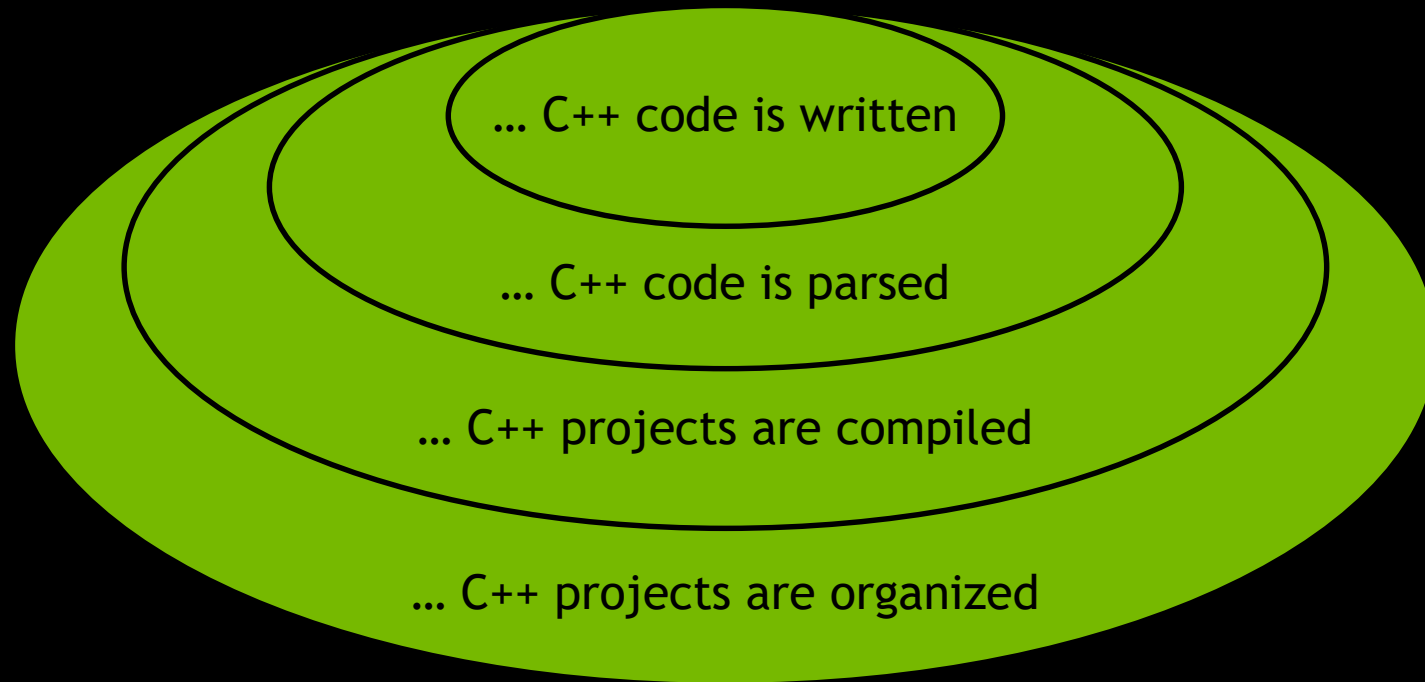 ... C++ code is written
... C++ code is parsed
... C++ projects are compiled
... C++ projects are organized